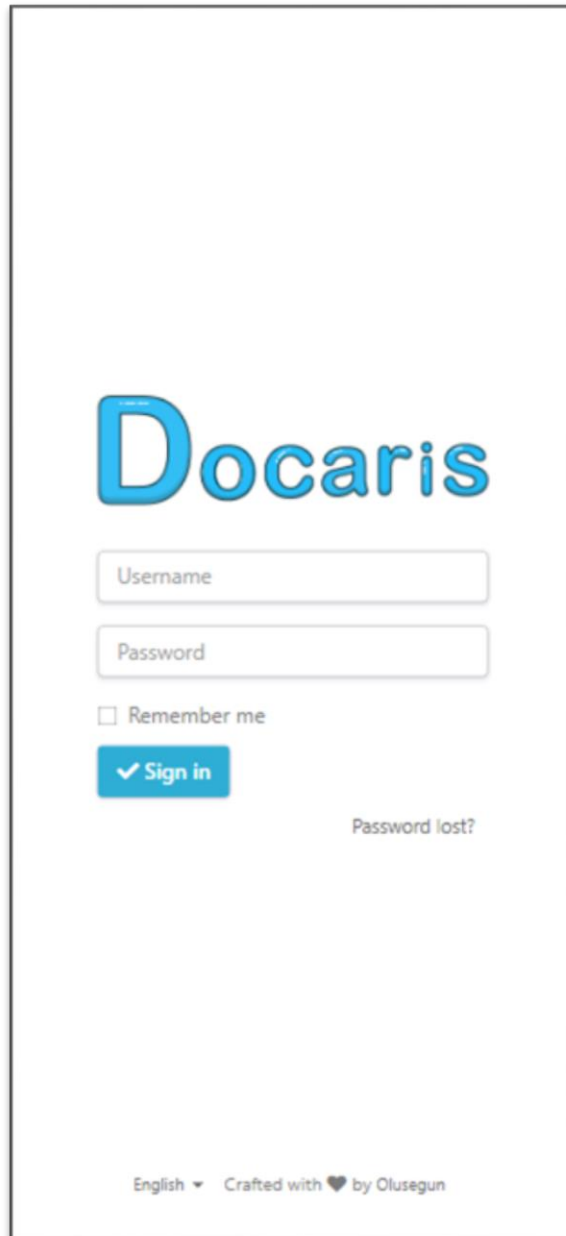 Docaris
Username
Password
Remember me
Sign in
Password lost?
English Crafted with by Olusegun